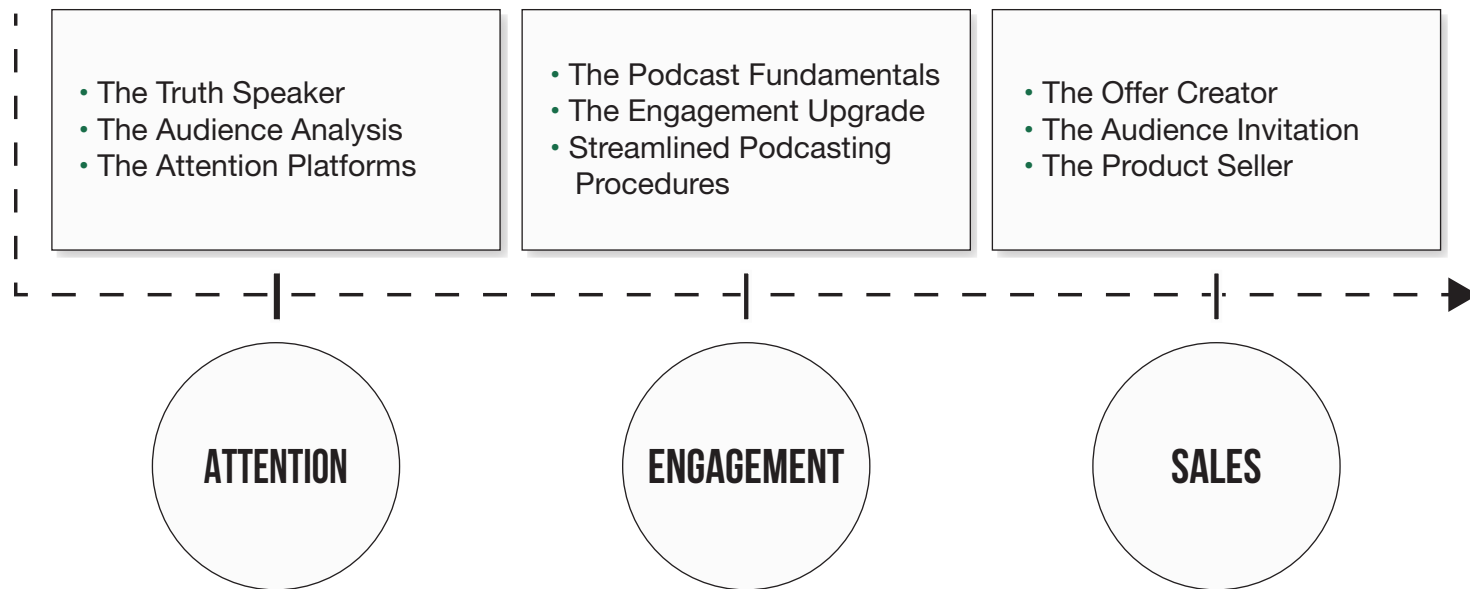 • The Truth Speaker
• The Audience Analysis
• The Attention Platforms
• The Podcast Fundamentals
• The Engagement Upgrade
• Streamlined Podcasting
Procedures
• The Offer Creator
• The Audience Invitation
• The Product Seller
ATTENTION
ENGAGEMENT
SALES